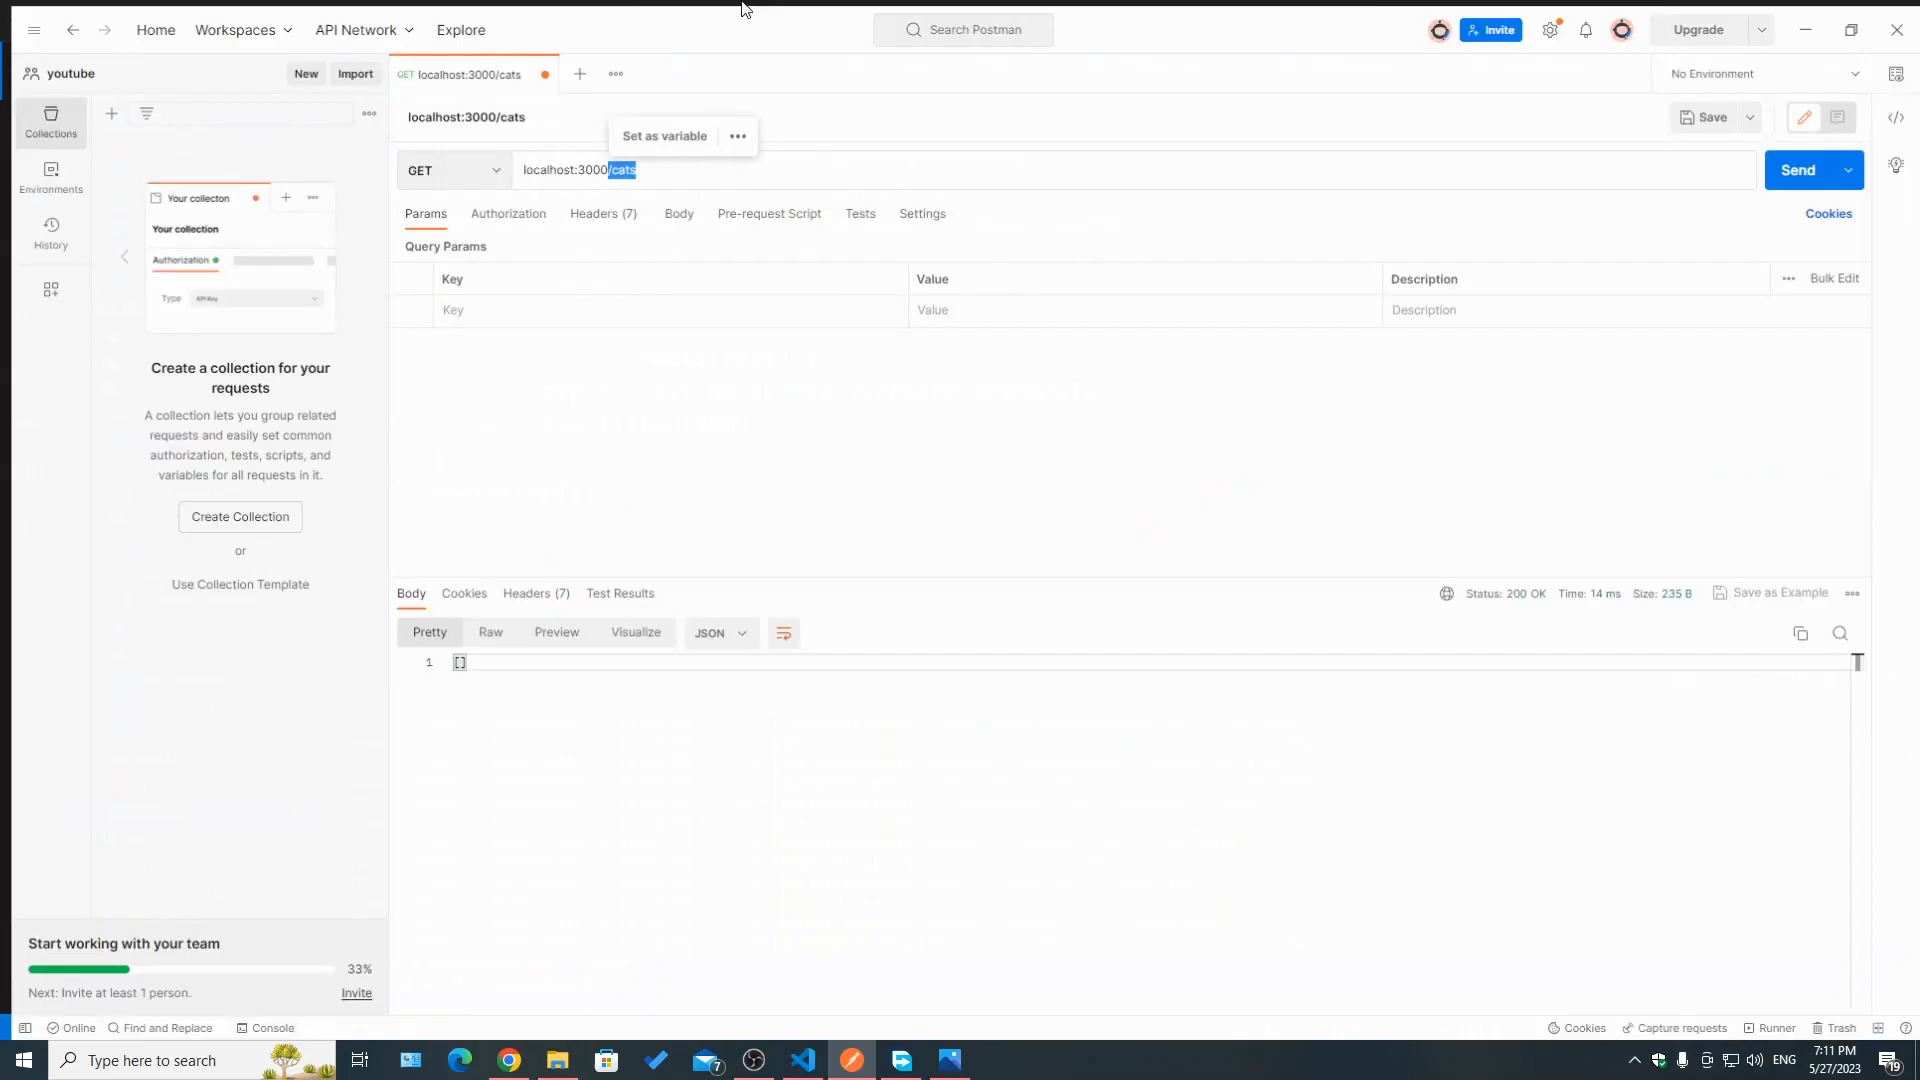 Home Workspaces API Network Explore Search Postman Invite Upgrade
youtube New Import GET localhost:3000/cats No Environment
Collections
localhost:3000/cats Save
Set as variable
GET localhost:3000/cats Send
Environments
Params Authorization Headers (7) Body Pre-request Script Tests Settings Cookies
History
Query Params
Key Value Description Bulk Edit
Key Value Description
Your collecton
Your collection
Authorization
Type API Key
Create a collection for your
requests
A collection lets you group related
requests and easily set common
authorization, tests, scripts, and
variables for all requests in it.
Create Collection
or
Use Collection Template
Body Cookies Headers (7) Test Results Status: 200 OK Time: 14 ms Size: 235 B Save as Example
Pretty Raw Preview Visualize JSON
1 []
Start working with your team
33%
Next: Invite at least 1 person. Invite
Online Find and Replace Console Cookies Capture requests Runner Trash
Type here to search 7 ENG 7:11 PM
5/27/2023 19